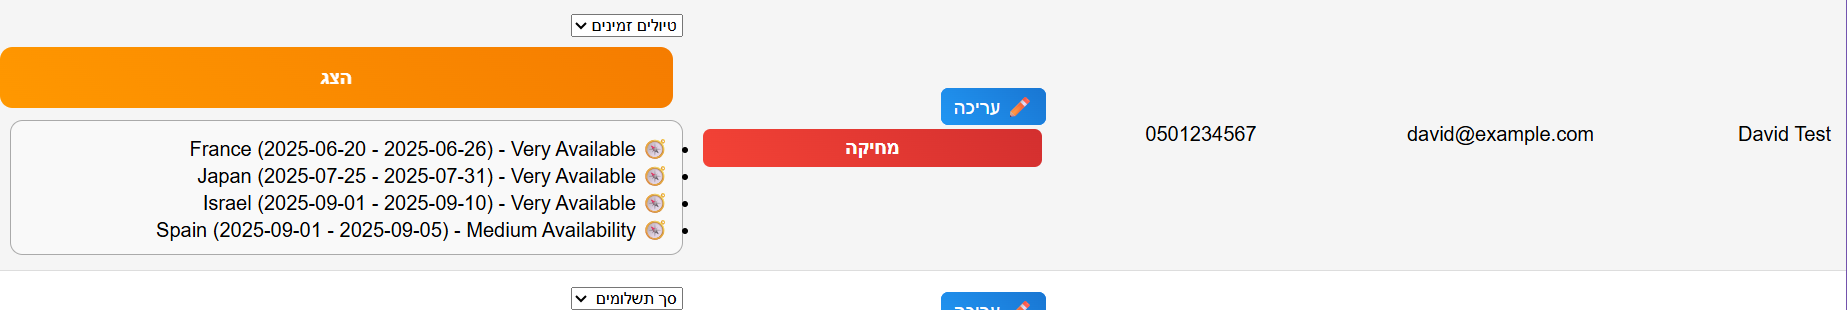 David Test
david@example.com
0501234567
עריכה
מחיקה
טיולים זמינים
הצג
France (2025-06-20 - 2025-06-26) - Very Available
Japan (2025-07-25 - 2025-07-31) - Very Available
Israel (2025-09-01 - 2025-09-10) - Very Available
Spain (2025-09-01 - 2025-09-05) - Medium Availability
עריכה
סך תשלומים